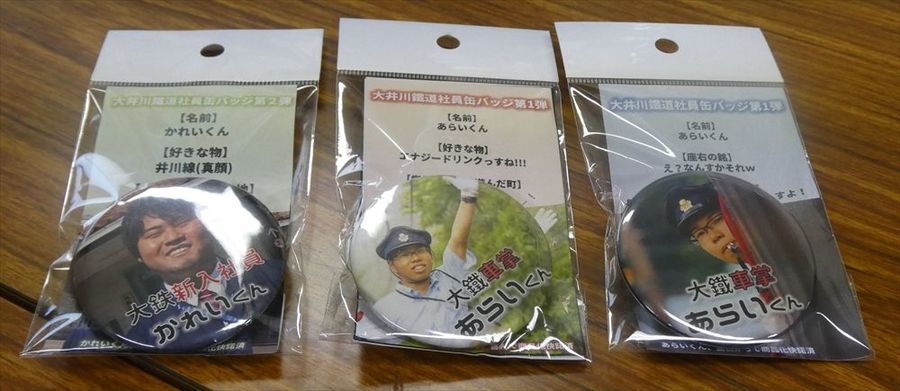 大井川鐵道社員缶バッジ第2弾
【名前】
かれいくん
【好きな物】
井川線(真顔)
大鉄新入社員
かれいくん
大井川鐵道社員缶バッジ第1弾
【名前】
あらいくん
【好きな物】
エナジードリンクっすね!!!
んだ町】
大鐵車掌
あらいくん
大井川鐵道社員缶バッジ第1弾
【名前】
あらいくん
【座右の銘】
え?なんすかそれw
すよ!
大鐵車掌
あらいくん